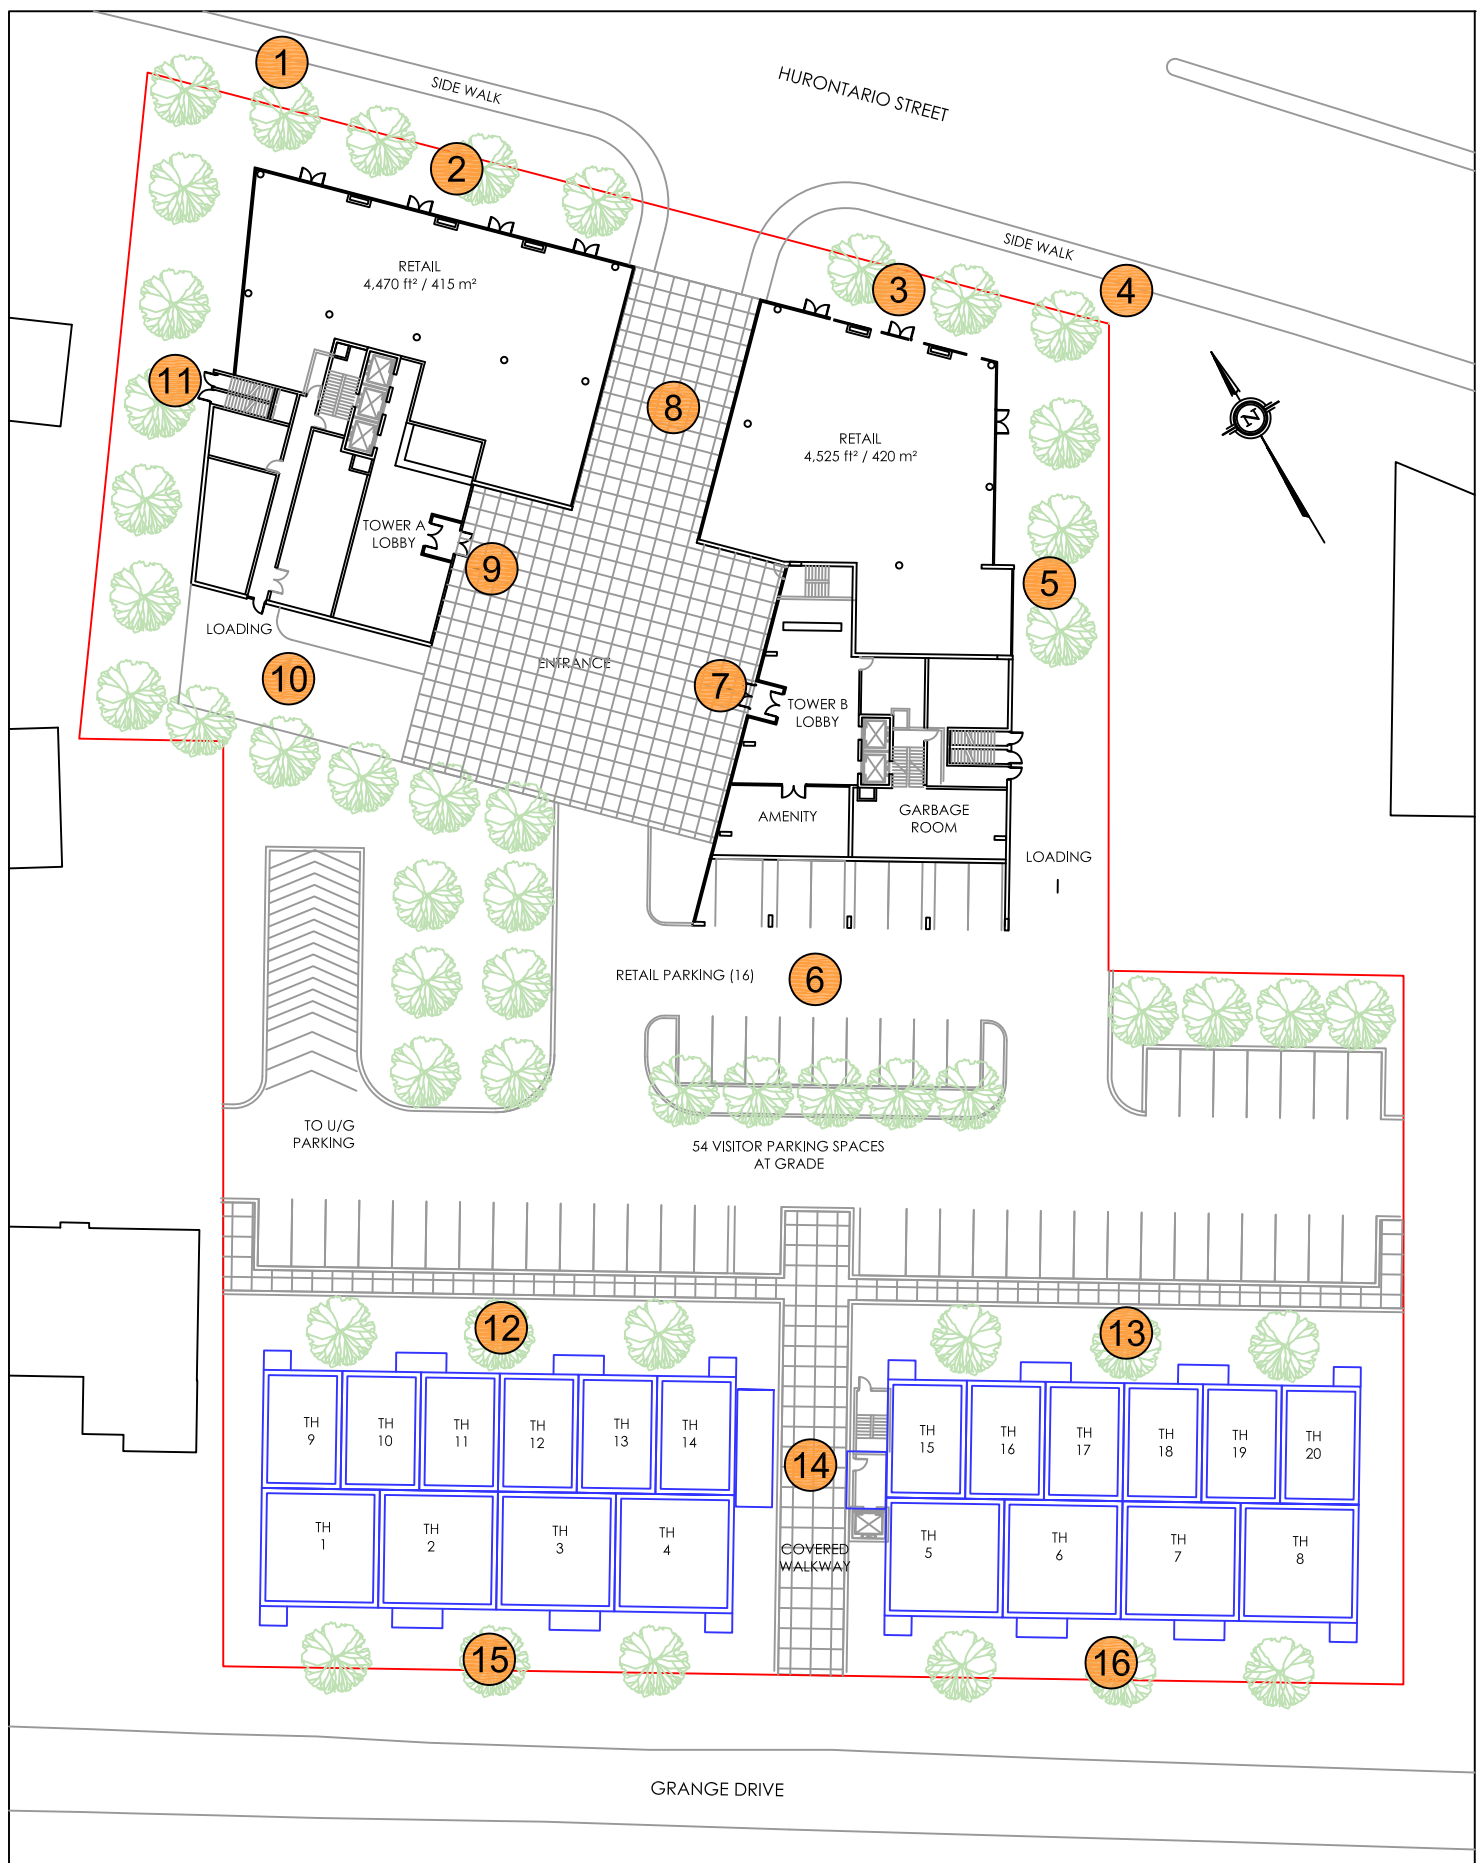 1
SIDE WALK
HURONTARIO STREET
2
RETAIL
4,470 ft² / 415 m²
SIDE WALK
3
4
11
8
N
RETAIL
4,525 ft² / 420 m²
TOWER A
LOBBY
9
5
LOADING
10
ENTRANCE
7
TOWER B
LOBBY
AMENITY
GARBAGE
ROOM
LOADING
RETAIL PARKING (16)
6
TO U/G
PARKING
54 VISITOR PARKING SPACES
AT GRADE
12
13
TH
9
TH
10
TH
11
TH
12
TH
13
TH
14
14
TH
15
TH
16
TH
17
TH
18
TH
19
TH
20
TH
1
TH
2
TH
3
TH
4
COVERED
WALKWAY
TH
5
TH
6
TH
7
TH
8
15
16
GRANGE DRIVE